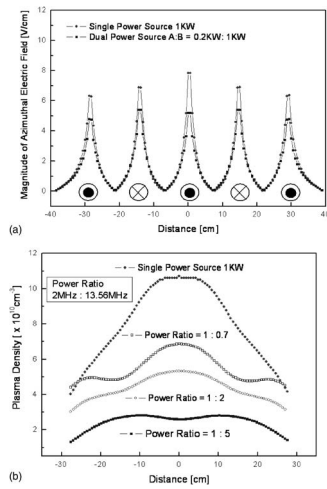 12
10
8
6
4
2
0
Magnitude of Azimuthal Electric Field [V/cm]
Single Power Source 1KW
Dual Power Source A:B = 0.2KW: 1KW
-40 -30 -20 -10 0 10 20 30 40
Distance [cm]
(a)
12
10
8
6
4
2
Plasma Density [ x 10^10 cm^-3]
Power Ratio
2MHz : 13.56MHz
Single Power Source 1KW
Power Ratio = 1 : 0.7
Power Ratio = 1 : 2
Power Ratio = 1 : 5
-30 -20 -10 0 10 20 30
Distance [cm]
(b)